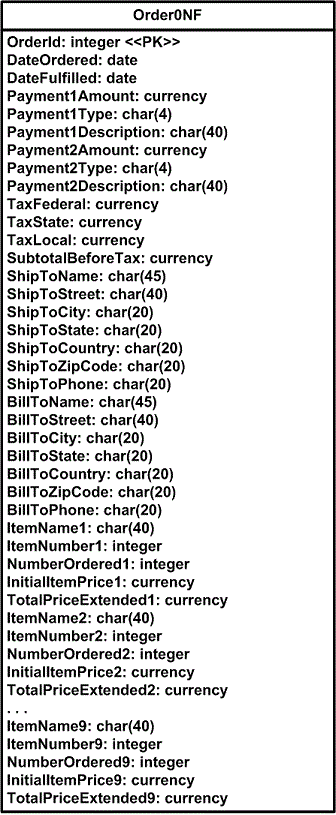 Order0NF
OrderId: integer <<PK>>
DateOrdered: date
DateFulfilled: date
Payment1Amount: currency
Payment1Type: char(4)
Payment1Description: char(40)
Payment2Amount: currency
Payment2Type: char(4)
Payment2Description: char(40)
TaxFederal: currency
TaxState: currency
TaxLocal: currency
SubtotalBeforeTax: currency
ShipToName: char(45)
ShipToStreet: char(40)
ShipToCity: char(20)
ShipToState: char(20)
ShipToCountry: char(20)
ShipToZipCode: char(20)
ShipToPhone: char(20)
BillToName: char(45)
BillToStreet: char(40)
BillToCity: char(20)
BillToState: char(20)
BillToCountry: char(20)
BillToZipCode: char(20)
BillToPhone: char(20)
ItemName1: char(40)
ItemNumber1: integer
NumberOrdered1: integer
InitialItemPrice1: currency
TotalPriceExtended1: currency
ItemName2: char(40)
ItemNumber2: integer
NumberOrdered2: integer
InitialItemPrice2: currency
TotalPriceExtended2: currency
. . .
ItemName9: char(40)
ItemNumber9: integer
NumberOrdered9: integer
InitialItemPrice9: currency
TotalPriceExtended9: currency